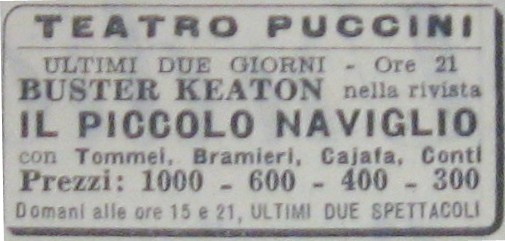 TEATRO PUCCINI
ULTIMI DUE GIORNI - Ore 21
BUSTER KEATON nella rivista
IL PICCOLO NAVIGLIO
con Tommei, Bramieri, Cajafa, Conti
Prezzi: 1000 - 600 - 400 - 300
Domani alle ore 15 e 21, ULTIMI DUE SPETTACOLI